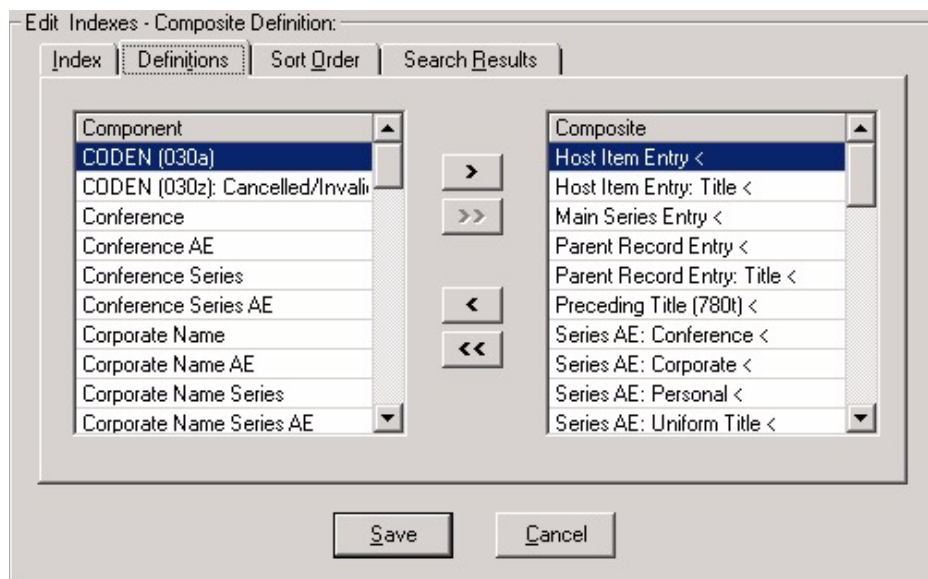 Edit Indexes - Composite Definition:
Index Definitions Sort Order Search Results
Component
CODEN (030a)
CODEN (030z): Cancelled/Invali
Conference
Conference AE
Conference Series
Conference Series AE
Corporate Name
Corporate Name AE
Corporate Name Series
Corporate Name Series AE
>
>>
<
<<
Composite
Host Item Entry <
Host Item Entry: Title <
Main Series Entry <
Parent Record Entry <
Parent Record Entry: Title <
Preceding Title (780t) <
Series AE: Conference <
Series AE: Corporate <
Series AE: Personal <
Series AE: Uniform Title <
Save Cancel